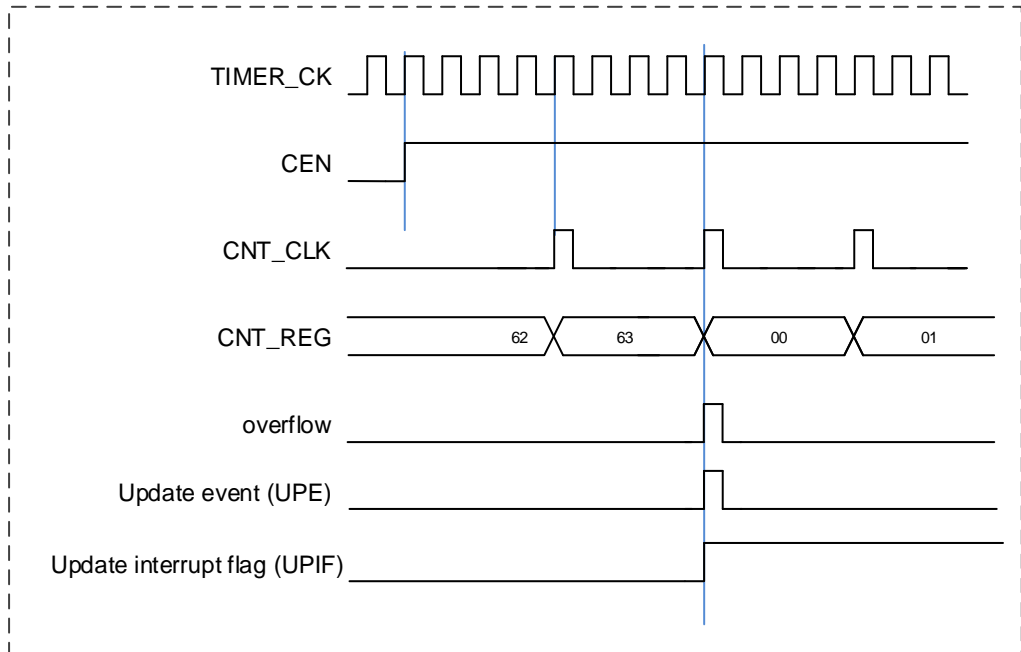 TIMER_CK
CEN
CNT_CLK
CNT_REG 62 63 00 01
overflow
Update event (UPE)
Update interrupt flag (UPIF)